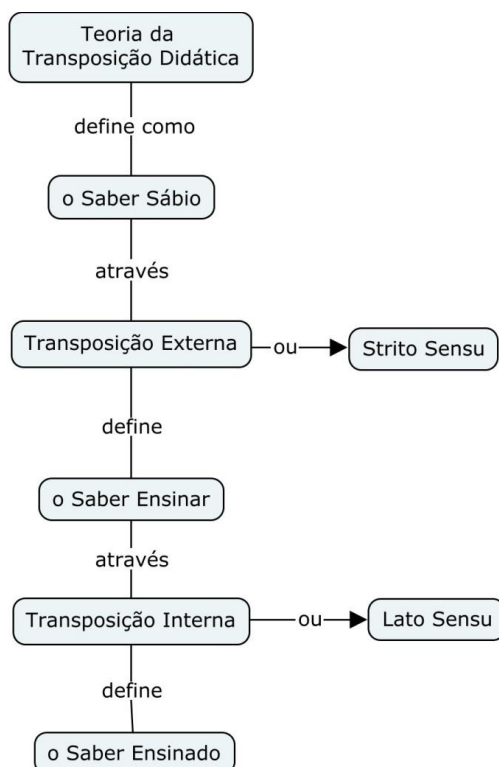 Teoria da
Transposição Didática
define como
o Saber Sábio
através
Transposição Externa
ou
Strito Sensu
define
o Saber Ensinar
através
Transposição Interna
ou
Lato Sensu
define
o Saber Ensinado